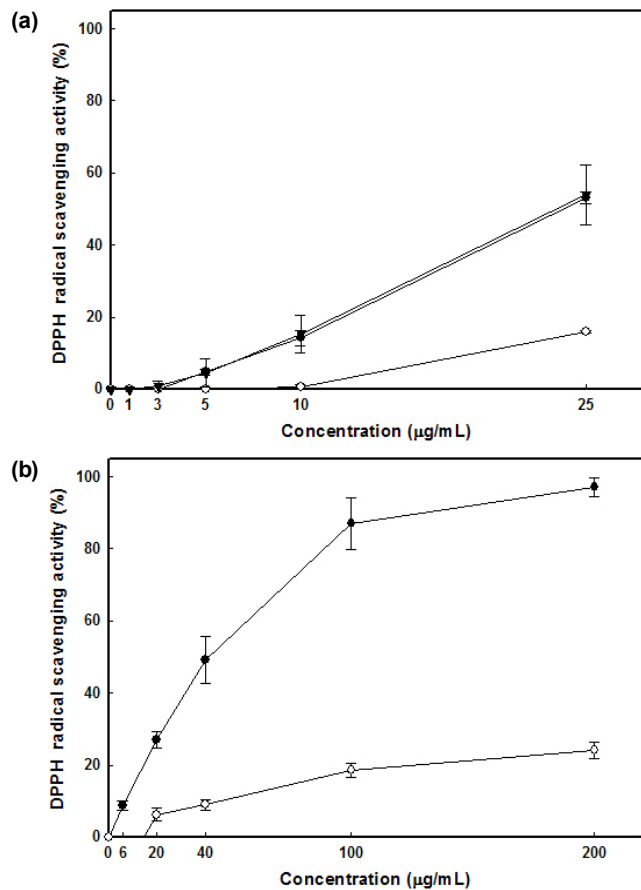 (a)
DPPH radical scavenging activity (%)
100
80
60
40
20
0
0 1 3 5 10 25
Concentration (µg/mL)
(b)
DPPH radical scavenging activity (%)
100
80
60
40
20
0
0 6 20 40 100 200
Concentration (µg/mL)